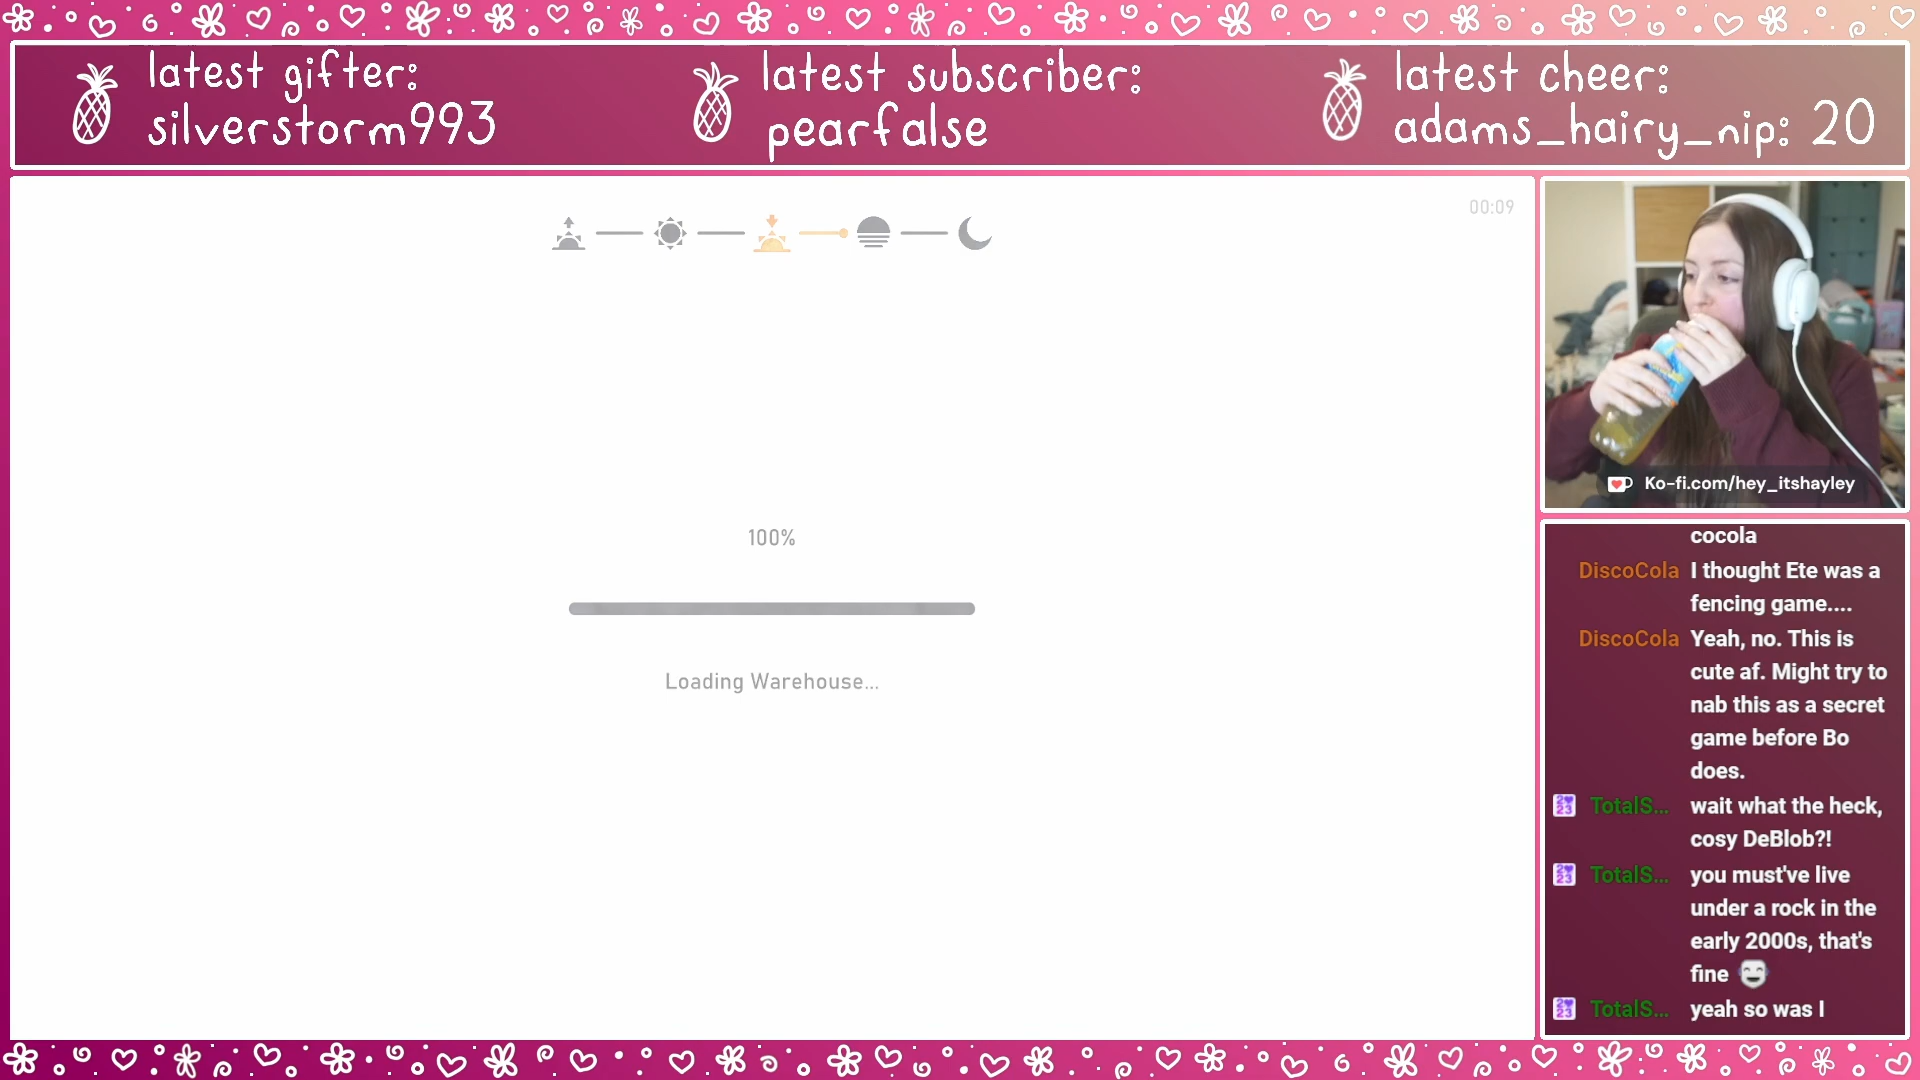 latest gifter:
silverstorm993
latest subscriber:
pearfalse
latest cheer:
adams_hairy_nip: 20
00:09
100%
Loading Warehouse...
Ko-fi.com/hey_itshayley
cocola
DiscoCola I thought Ete was a
fencing game....
DiscoCola Yeah, no. This is
cute af. Might try to
nab this as a secret
game before Bo
does.
TotalS... wait what the heck,
cosy DeBlob?!
TotalS... you must've live
under a rock in the
early 2000s, that's
fine
TotalS... yeah so was I